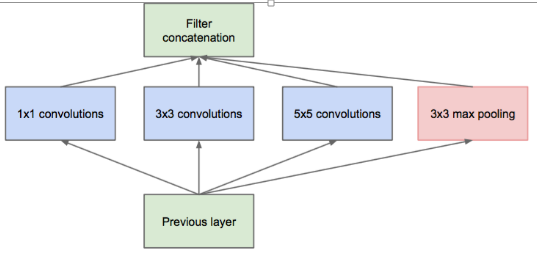 Filter
concatenation
1x1 convolutions
3x3 convolutions
5x5 convolutions
3x3 max pooling
Previous layer